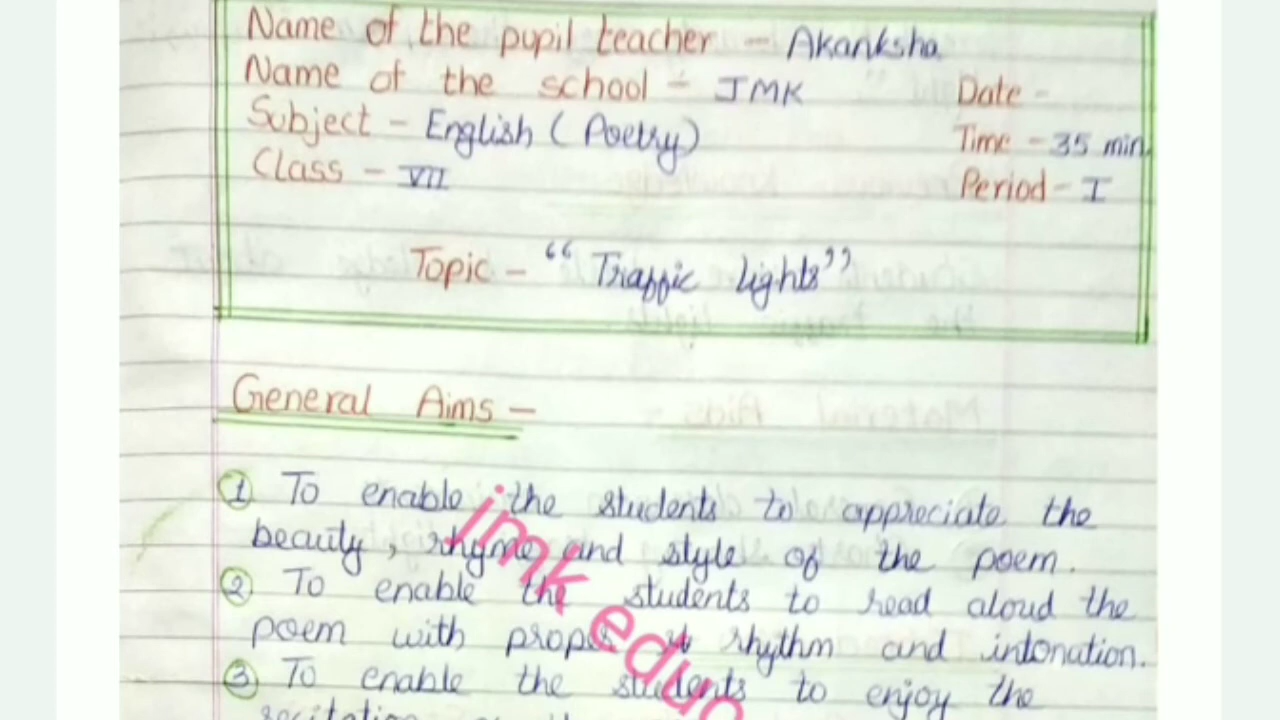 Name of the pupil teacher - Akanksha
Name of the school - JMK
Date -
Subject - English (Poetry)
Time - 35 min
Class - VII
Period - I
Topic - "Traffic lights"
General Aims -
1 To enable the students to appreciate the
beauty, rhyme and style of the poem.
2 To enable the students to read aloud the
poem with proper rhythm and intonation.
3 To enable the students to enjoy the
recitation
jmk edu